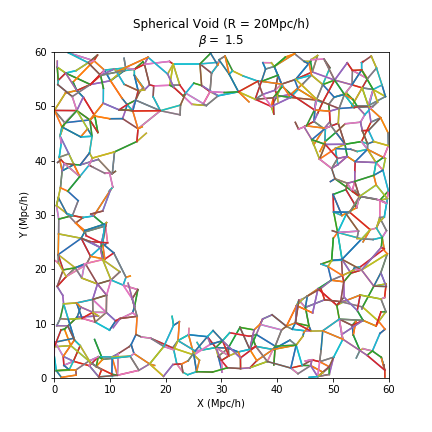 Spherical Void (R = 20Mpc/h)
β = 1.5
60
50
40
30
20
10
0
Y (Mpc/h)
0 10 20 30 40 50 60
X (Mpc/h)